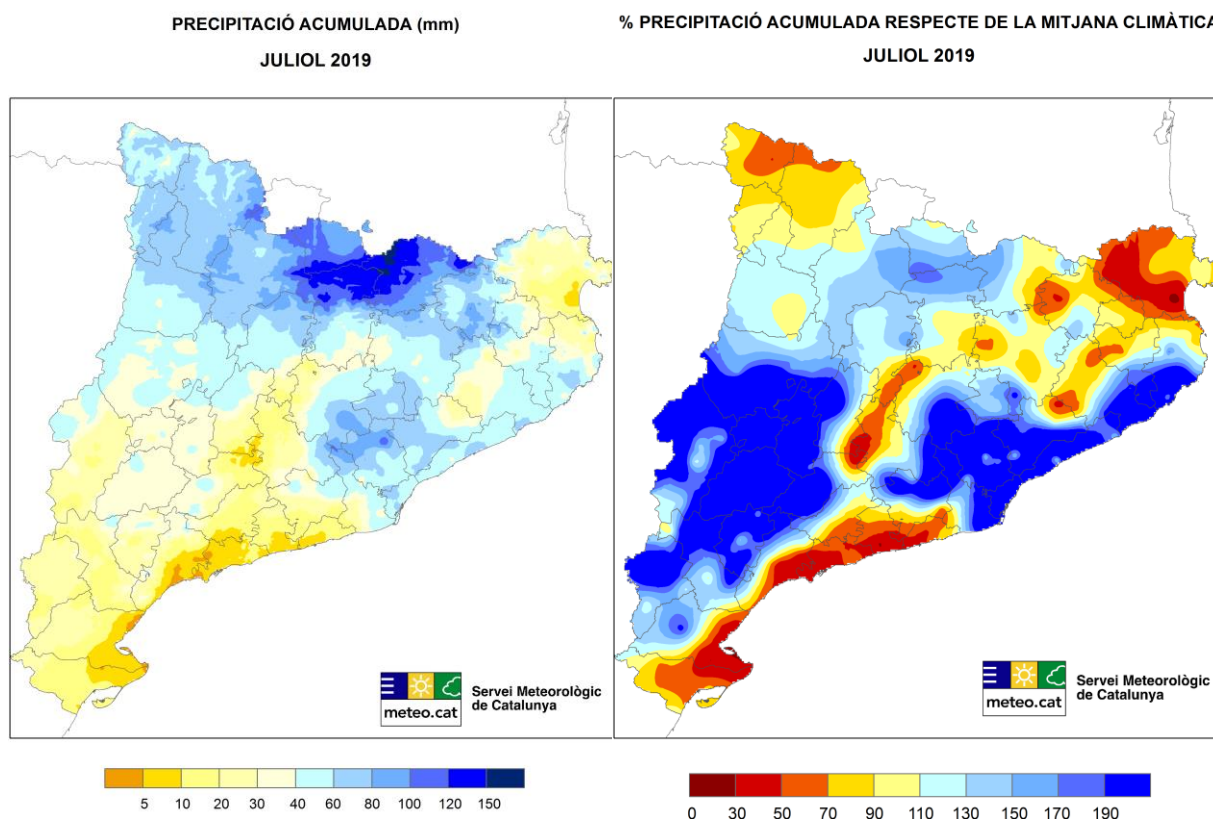 PRECIPITACIÓ ACUMULADA (mm)
JULIOL 2019
% PRECIPITACIÓ ACUMULADA RESPECTE DE LA MITJANA CLIMÀTICA
JULIOL 2019
meteo.cat
Servei Meteorològic
de Catalunya
meteo.cat
Servei Meteorològic
de Catalunya
5 10 20 30 40 60 80 100 120 150
0 30 50 70 90 110 130 150 170 190